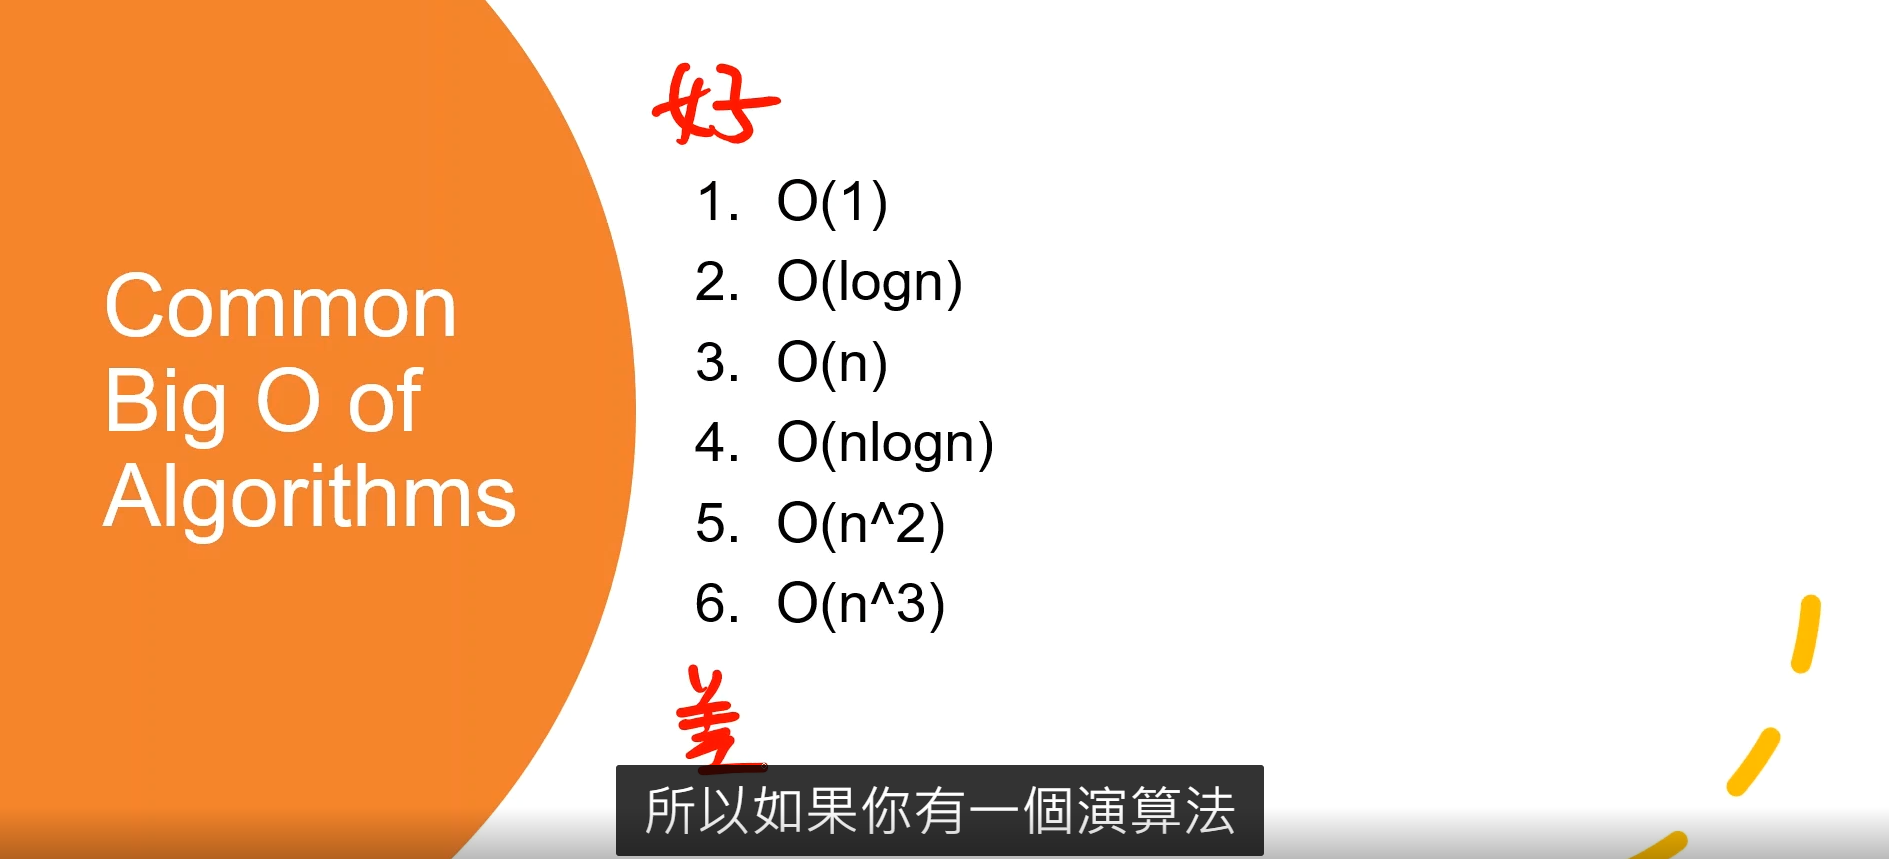 Common
Big O of
Algorithms
好
1. O(1)
2. O(logn)
3. O(n)
4. O(nlogn)
5. O(n^2)
6. O(n^3)
差
所以如果你有一個演算法